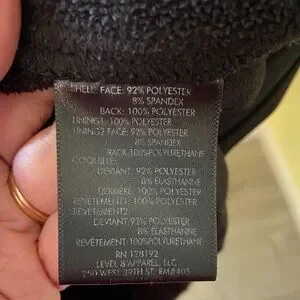 SHELL: FACE: 92% POLYESTER
8% SPANDEX
BACK: 100% POLYESTER
LINING1: 100% POLYESTER
LINING2 FACE: 92% POLYESTER
8% SPANDEX
BACK:100%POLYURETHANE
COQUILLE:
DEVANT: 92% POLYESTER
8% ELASTHANNE
DERRIÈRE: 100% POLYESTER
REVÊTEMENT1: 100% POLYESTER
REVÊTEMENT2:
DEVANT:92% POLYESTER
8% ÉLASTHANNE
REVÊTEMENT: 100%POLYURETHANE
RN 128192
LEVEL 8 APPAREL, LLC
250 WEST 39TH ST. RM#405